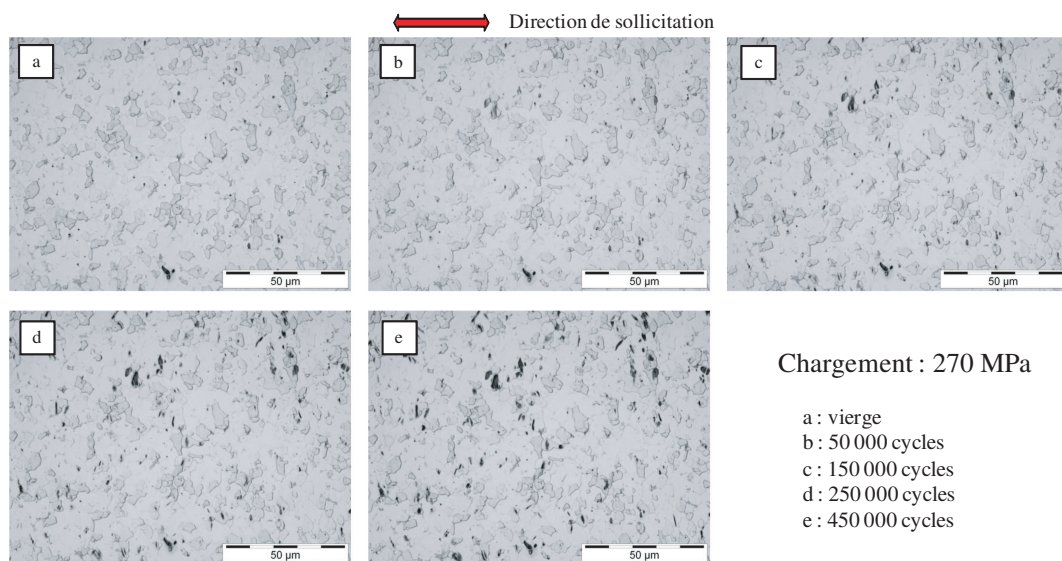 Direction de sollicitation
a
b
c
50 µm
50 µm
50 µm
d
e
50 µm
50 µm
Chargement : 270 MPa
a : vierge
b : 50 000 cycles
c : 150 000 cycles
d : 250 000 cycles
e : 450 000 cycles